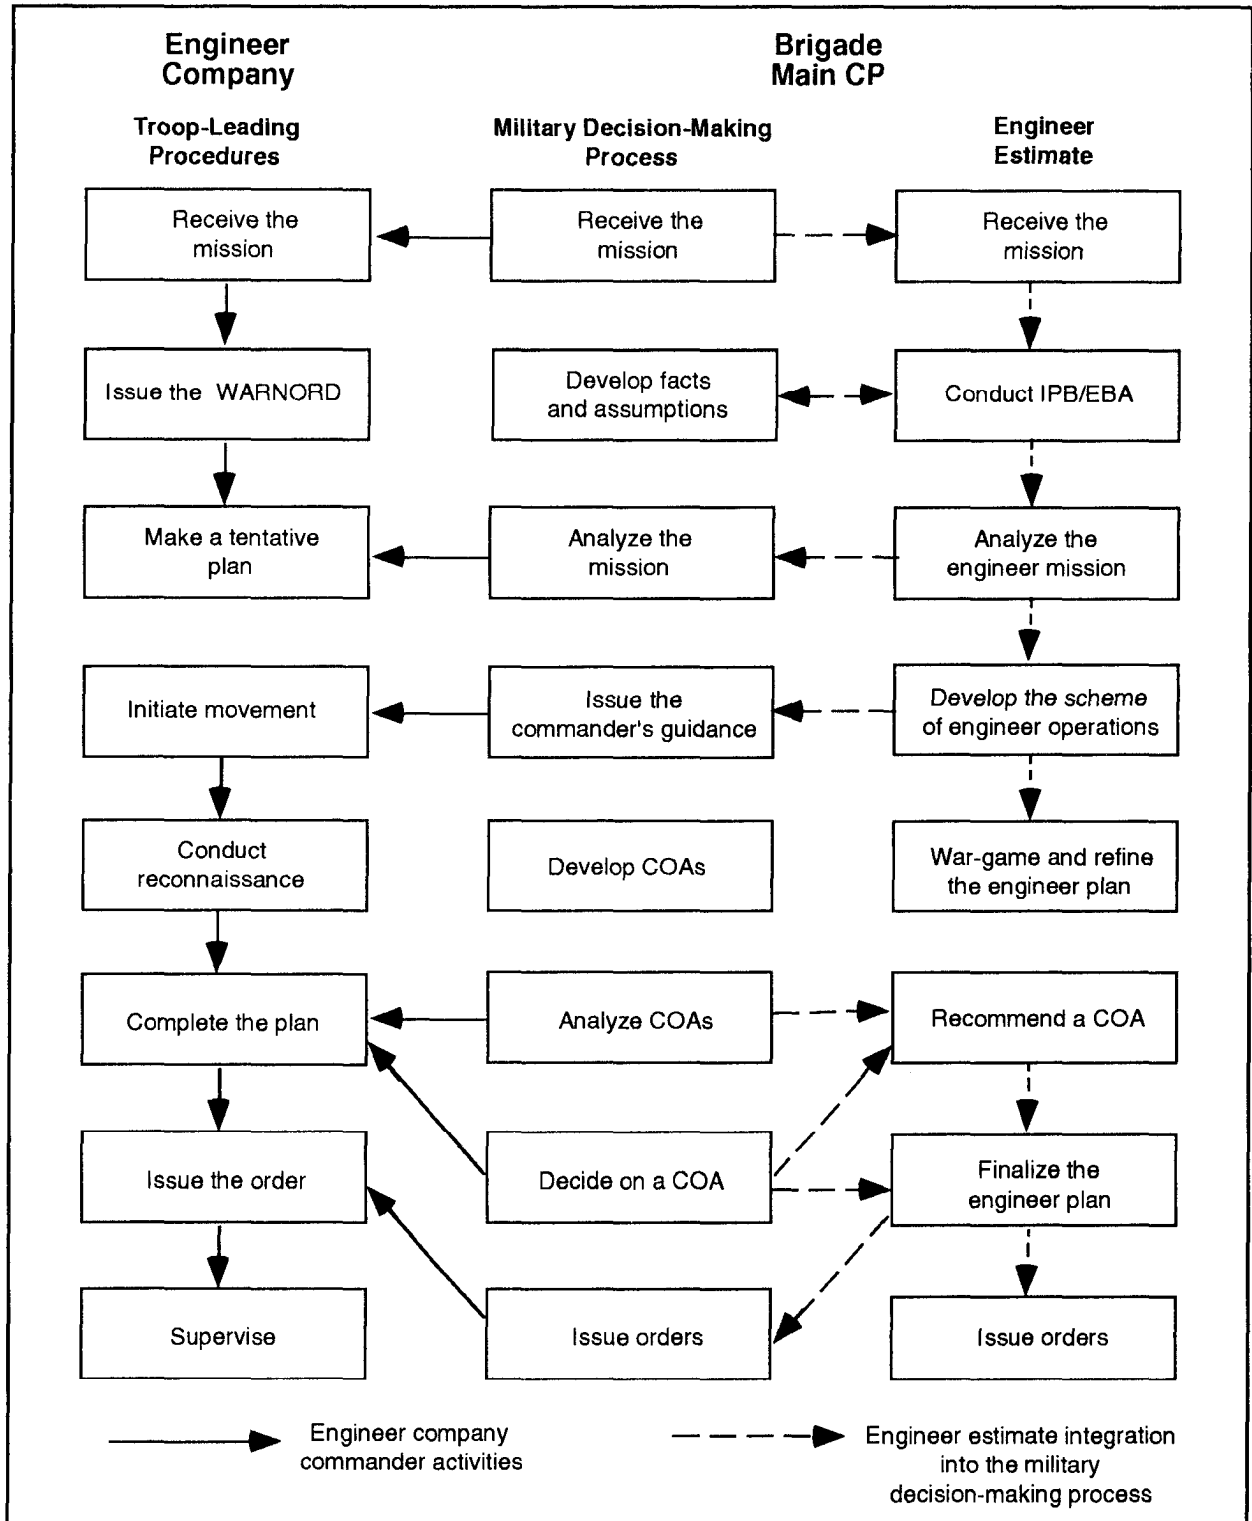 Engineer
Company
Brigade
Main CP
Troop-Leading
Procedures
Military Decision-Making
Process
Engineer
Estimate
Receive the
mission
Receive the
mission
Receive the
mission
Issue the WARNORD
Develop facts
and assumptions
Conduct IPB/EBA
Make a tentative
plan
Analyze the
mission
Analyze the
engineer mission
Initiate movement
Issue the
commander's guidance
Develop the scheme
of engineer operations
Conduct
reconnaissance
Develop COAs
War-game and refine
the engineer plan
Complete the plan
Analyze COAs
Recommend a COA
Issue the order
Decide on a COA
Finalize the
engineer plan
Supervise
Issue orders
Issue orders
Engineer company
commander activities
Engineer estimate integration
into the military
decision-making process